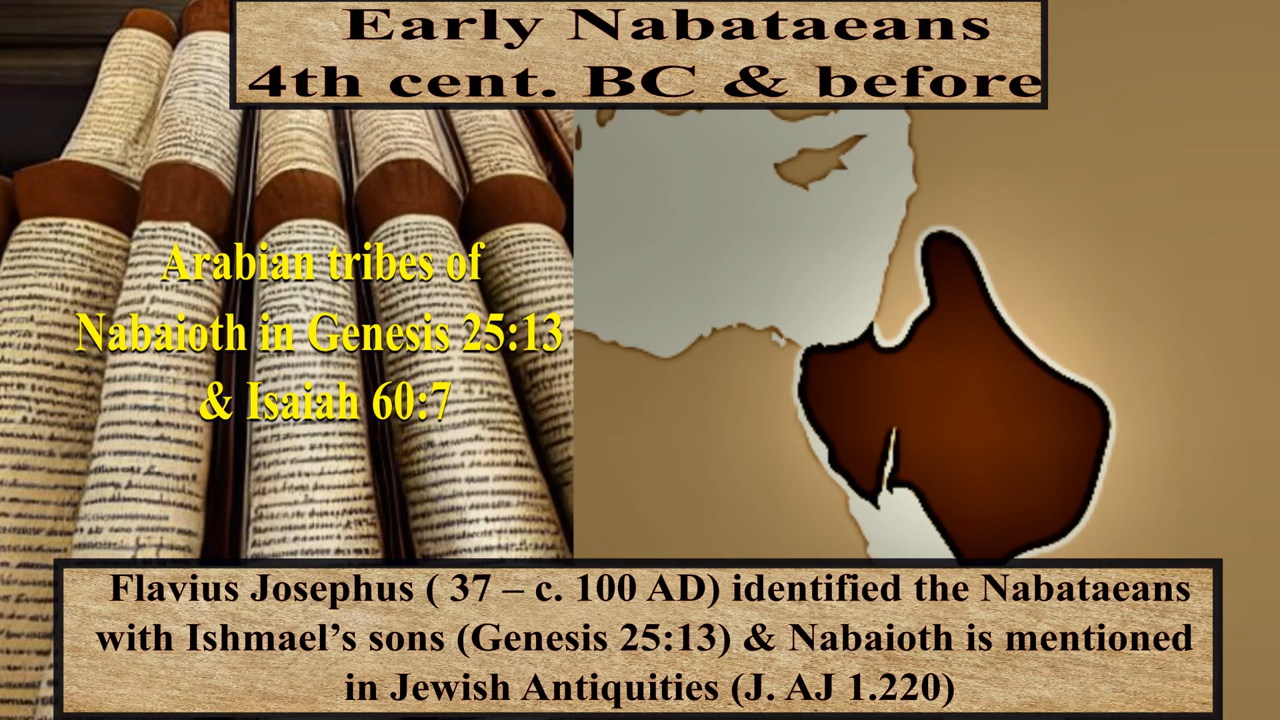 Early Nabataeans
4th cent. BC & before
Arabian tribes of
Nabaioth in Genesis 25:13
& Isaiah 60:7
Flavius Josephus ( 37 – c. 100 AD) identified the Nabataeans
with Ishmael’s sons (Genesis 25:13) & Nabaioth is mentioned
in Jewish Antiquities (J. AJ 1.220)